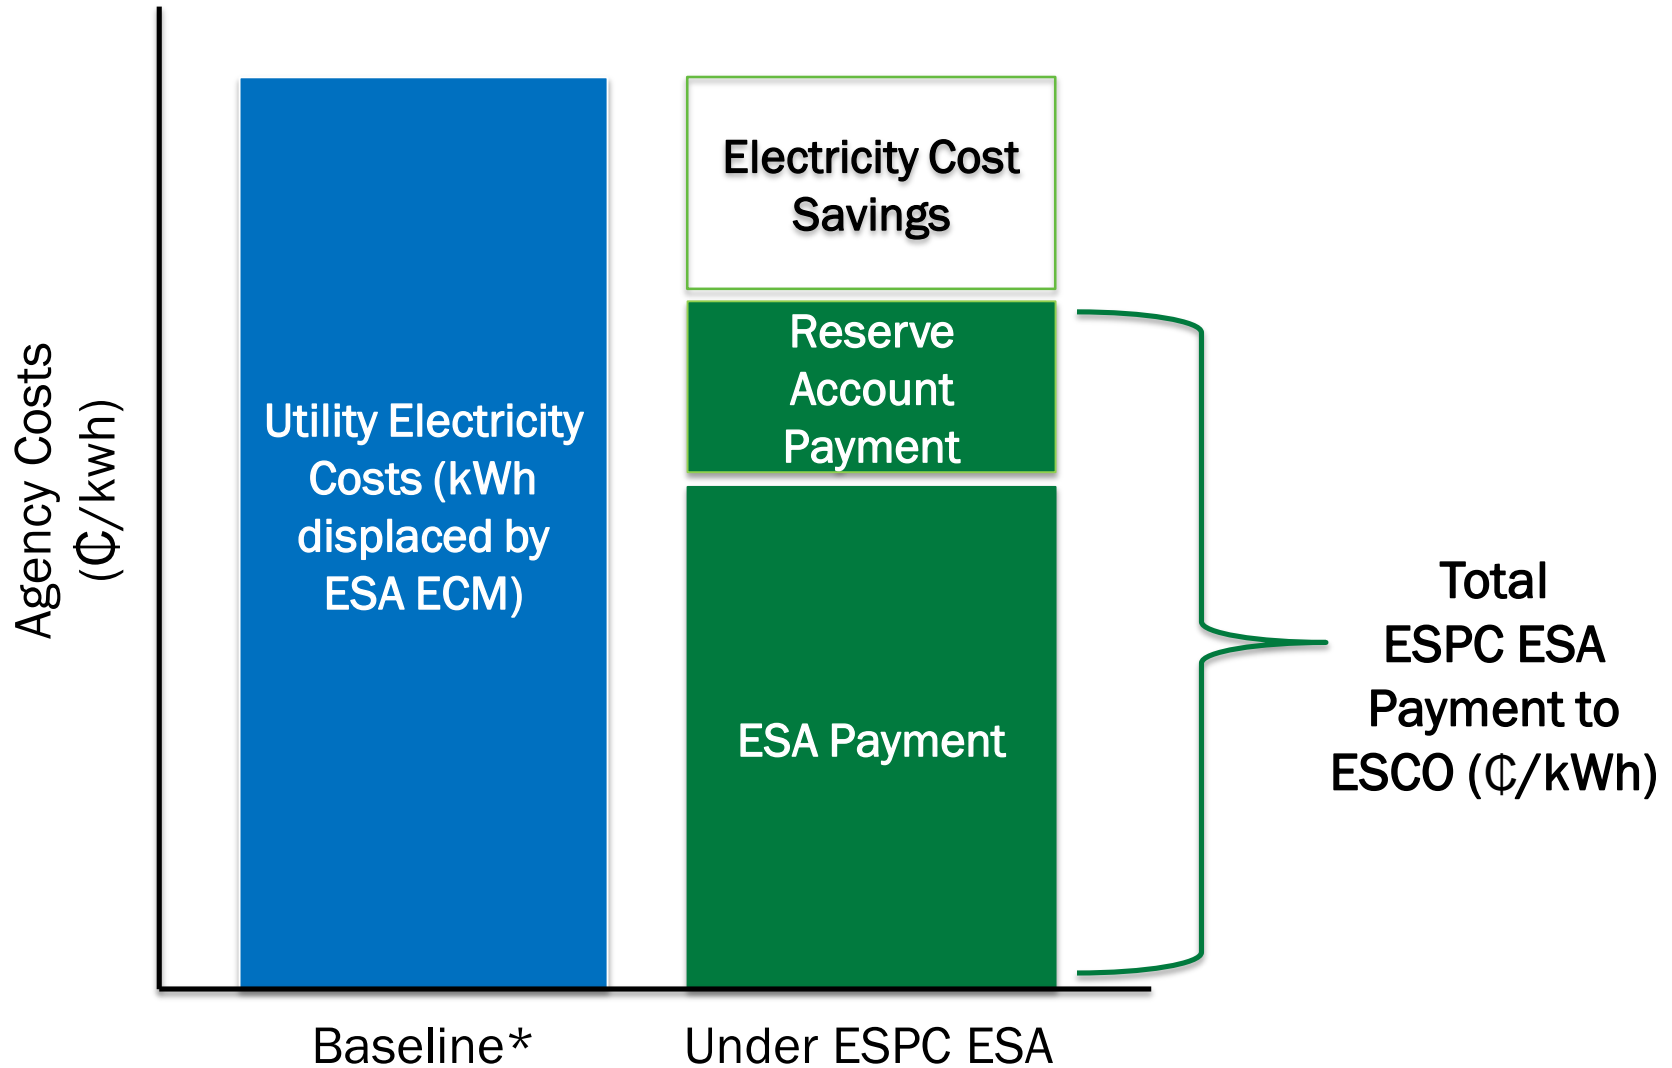 Agency Costs
(₵/kwh)
Utility Electricity
Costs (kWh
displaced by
ESA ECM)
Electricity Cost
Savings
Reserve
Account
Payment
ESA Payment
Total
ESPC ESA
Payment to
ESCO (₵/kWh)
Baseline*
Under ESPC ESA